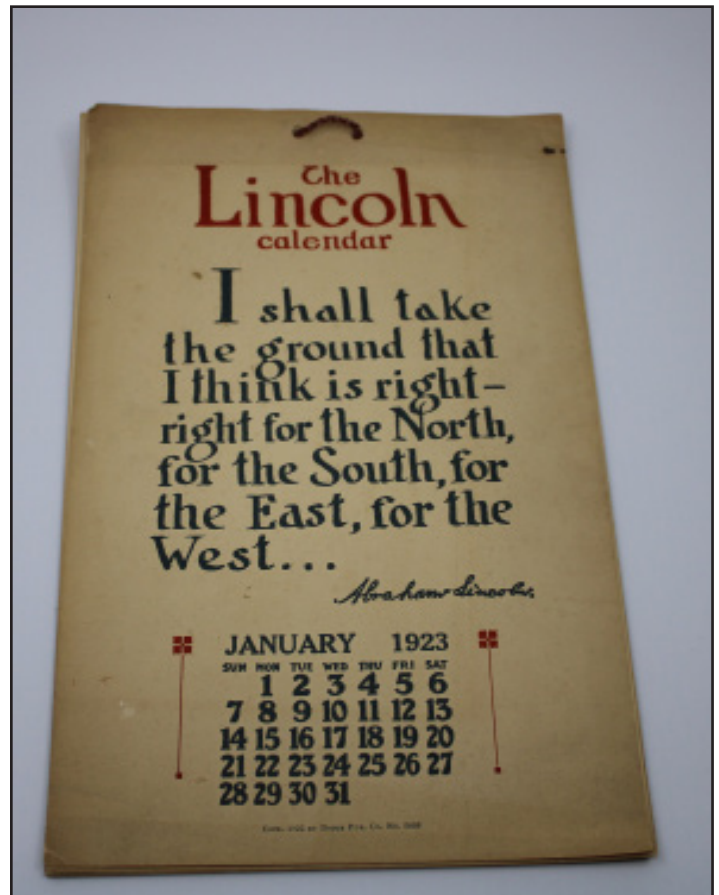 The
Lincoln
calendar
I shall take
the ground that
I think is right–
right for the North,
for the South, for
the East, for the
West...
Abraham Lincoln.
JANUARY 1923
SUN MON TUE WED THU FRI SAT
1 2 3 4 5 6
7 8 9 10 11 12 13
14 15 16 17 18 19 20
21 22 23 24 25 26 27
28 29 30 31